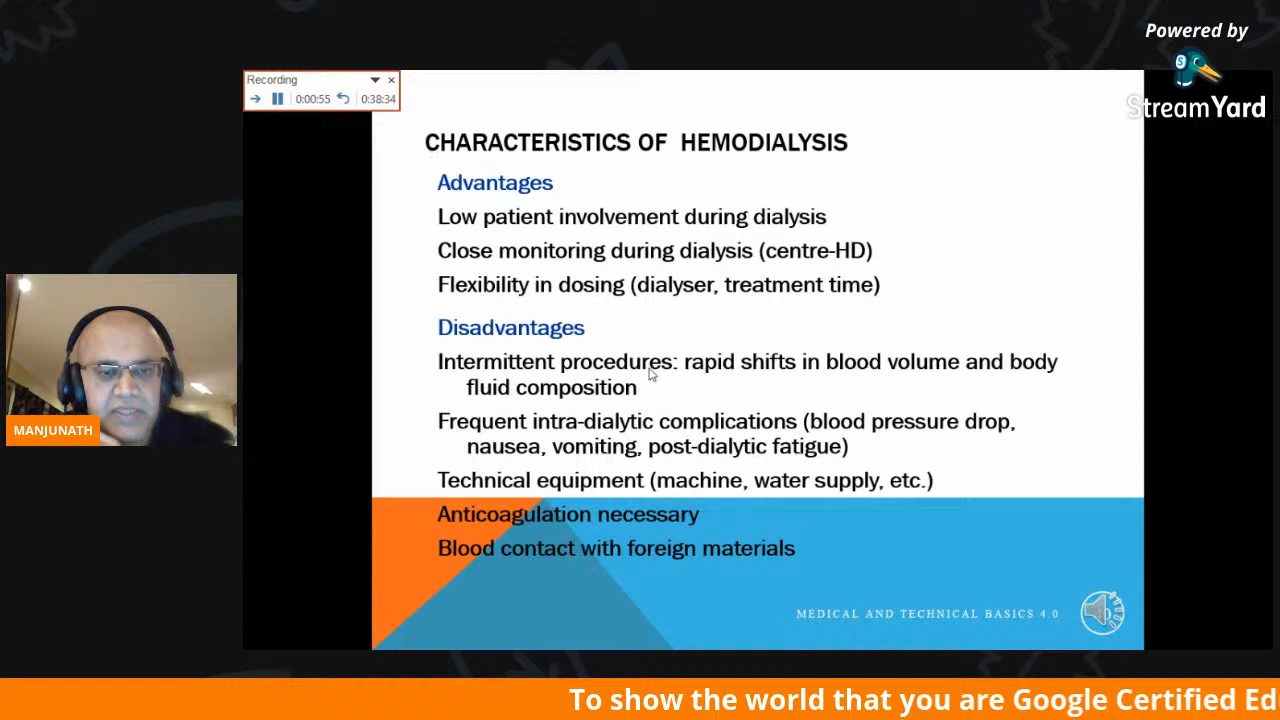 Powered by
StreamYard
Recording
0:00:55
0:38:34
CHARACTERISTICS OF HEMODIALYSIS
Advantages
Low patient involvement during dialysis
Close monitoring during dialysis (centre-HD)
Flexibility in dosing (dialyser, treatment time)
Disadvantages
Intermittent procedures: rapid shifts in blood volume and body
fluid composition
Frequent intra-dialytic complications (blood pressure drop,
nausea, vomiting, post-dialytic fatigue)
Technical equipment (machine, water supply, etc.)
Anticoagulation necessary
Blood contact with foreign materials
MEDICAL AND TECHNICAL BASICS 4.0
MANJUNATH
To show the world that you are Google Certified Ed